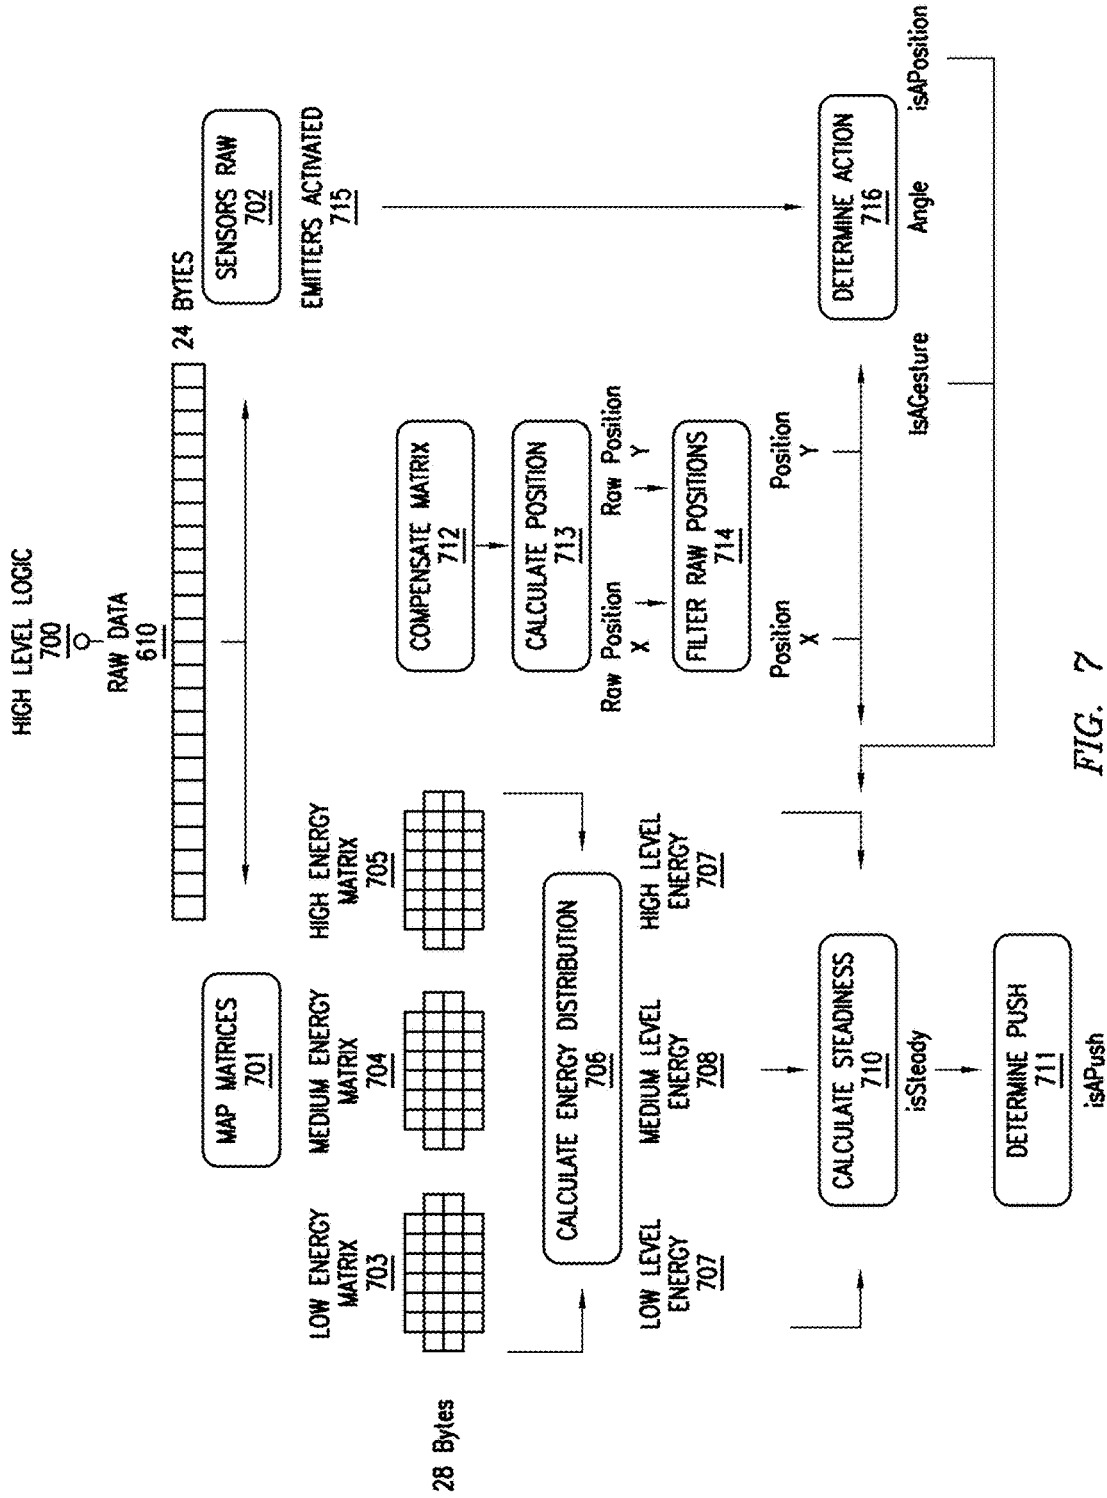 HIGH LEVEL LOGIC
700
RAW DATA
610
24 BYTES
MAP MATRICES
701
SENSORS RAW
702
LOW ENERGY
MATRIX
703
MEDIUM ENERGY
MATRIX
704
HIGH ENERGY
MATRIX
705
EMITTERS ACTIVATED
715
28 Bytes
COMPENSATE MATRIX
712
CALCULATE ENERGY DISTRIBUTION
706
CALCULATE POSITION
713
Raw Position
X
Raw Position
Y
LOW LEVEL
ENERGY
707
MEDIUM LEVEL
ENERGY
708
HIGH LEVEL
ENERGY
707
FILTER RAW POSITIONS
714
Position
X
Position
Y
CALCULATE STEADINESS
710
DETERMINE ACTION
716
isSteady
IsAGesture
Angle
isAPosition
DETERMINE PUSH
711
isAPush
FIG. 7